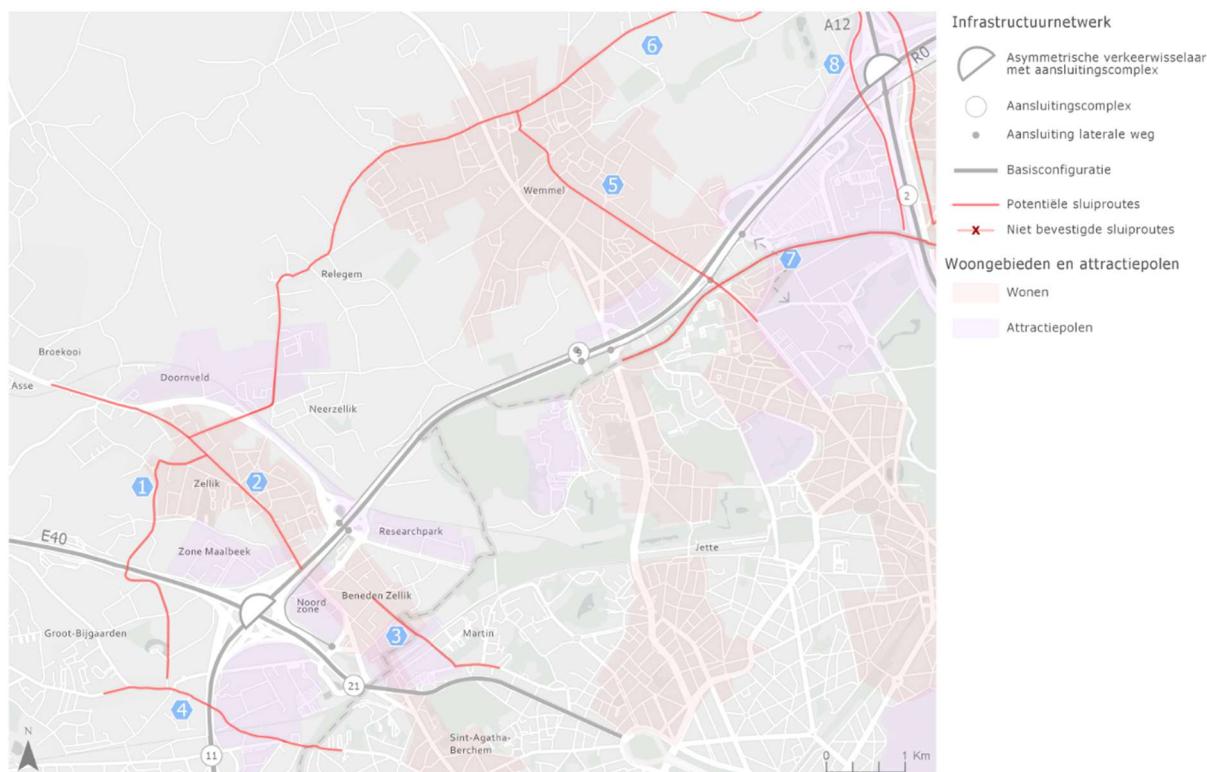 A12
R0
6
8
5
Wemmel
2
7
Relegem
Broekooi
Asse
Doornveld
9
Neerzellik
1
2
Zellik
E40
Zone Maalbeek
Researchpark
Jette
Noord
zone
Beneden Zellik
Groot-Bijgaarden
3
Martin
21
4
Sint-Agatha-
Berchem
11
N
0 1 Km
Infrastructuurnetwerk
Asymmetrische verkeerwisselaar
met aansluitingscomplex
Aansluitingscomplex
Aansluiting laterale weg
Basisconfiguratie
Potentiële sluiproutes
x
Niet bevestigde sluiproutes
Woongebieden en attractiepolen
Wonen
Attractiepolen